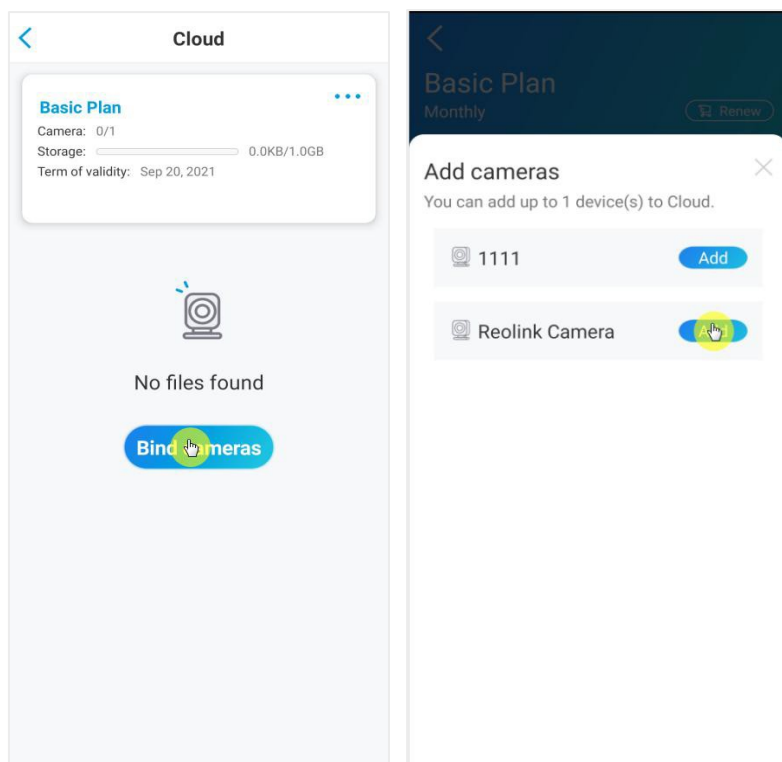 Cloud
Basic Plan
Camera: 0/1
Storage: 0.0KB/1.0GB
Term of validity: Sep 20, 2021
No files found
Bind meras
Basic Plan
Monthly
Renew
Add cameras
You can add up to 1 device(s) to Cloud.
1111 Add
Reolink Camera